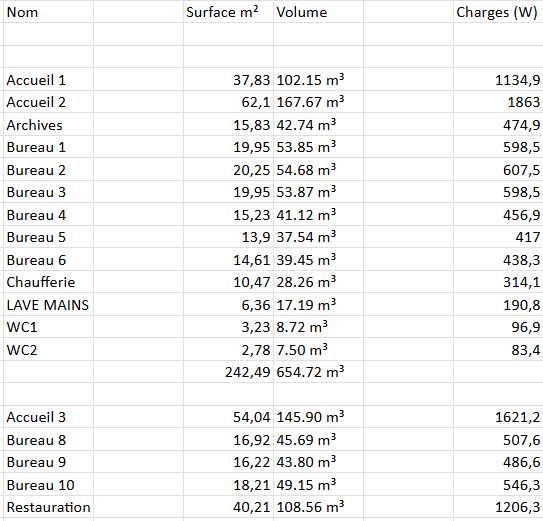 Nom Surface m² Volume Charges (W)
Accueil 1 37,83 102.15 m³ 1134,9
Accueil 2 62,1 167.67 m³ 1863
Archives 15,83 42.74 m³ 474,9
Bureau 1 19,95 53.85 m³ 598,5
Bureau 2 20,25 54.68 m³ 607,5
Bureau 3 19,95 53.87 m³ 598,5
Bureau 4 15,23 41.12 m³ 456,9
Bureau 5 13,9 37.54 m³ 417
Bureau 6 14,61 39.45 m³ 438,3
Chaufferie 10,47 28.26 m³ 314,1
LAVE MAINS 6,36 17.19 m³ 190,8
WC1 3,23 8.72 m³ 96,9
WC2 2,78 7.50 m³ 83,4
242,49 654.72 m³
Accueil 3 54,04 145.90 m³ 1621,2
Bureau 8 16,92 45.69 m³ 507,6
Bureau 9 16,22 43.80 m³ 486,6
Bureau 10 18,21 49.15 m³ 546,3
Restauration 40,21 108.56 m³ 1206,3